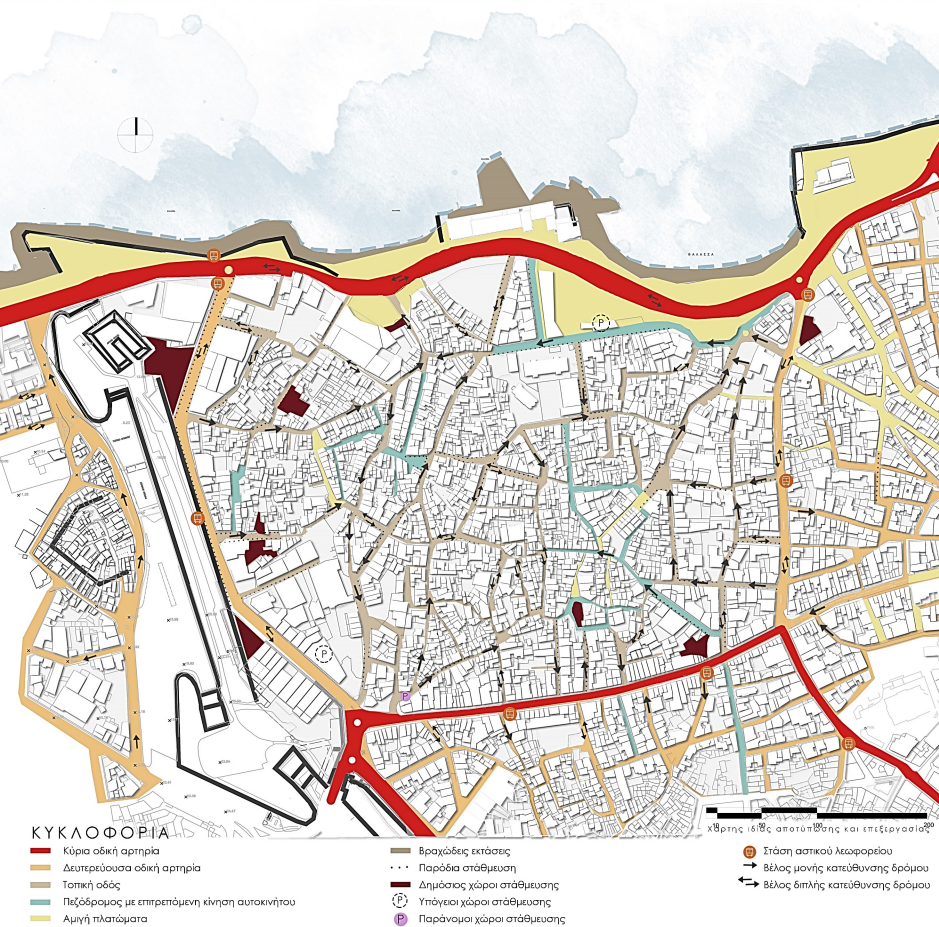 ΘΑΛΑΣΣΑ
P
P
P
ΚΥΚΛΟΦΟΡΙΑ
Κύρια οδική αρτηρία
Δευτερεύουσα οδική αρτηρία
Τοπική οδός
Πεζόδρομος με επιτρεπόμενη κίνηση αυτοκινήτου
Αμιγή πλατώματα
Βραχώδεις εκτάσεις
Παρόδια στάθμευση
Δημόσιος χώροι στάθμευσης
P Υπόγειοι χώροι στάθμευσης
P Παράνομοι χώροι στάθμευσης
10 50 100 200
Χάρτης ιδίας αποτύπωσης και επεξεργασίας
Στάση αστικού λεωφορείου
Βέλος μονής κατεύθυνσης δρόμου
Βέλος διπλής κατεύθυνσης δρόμου